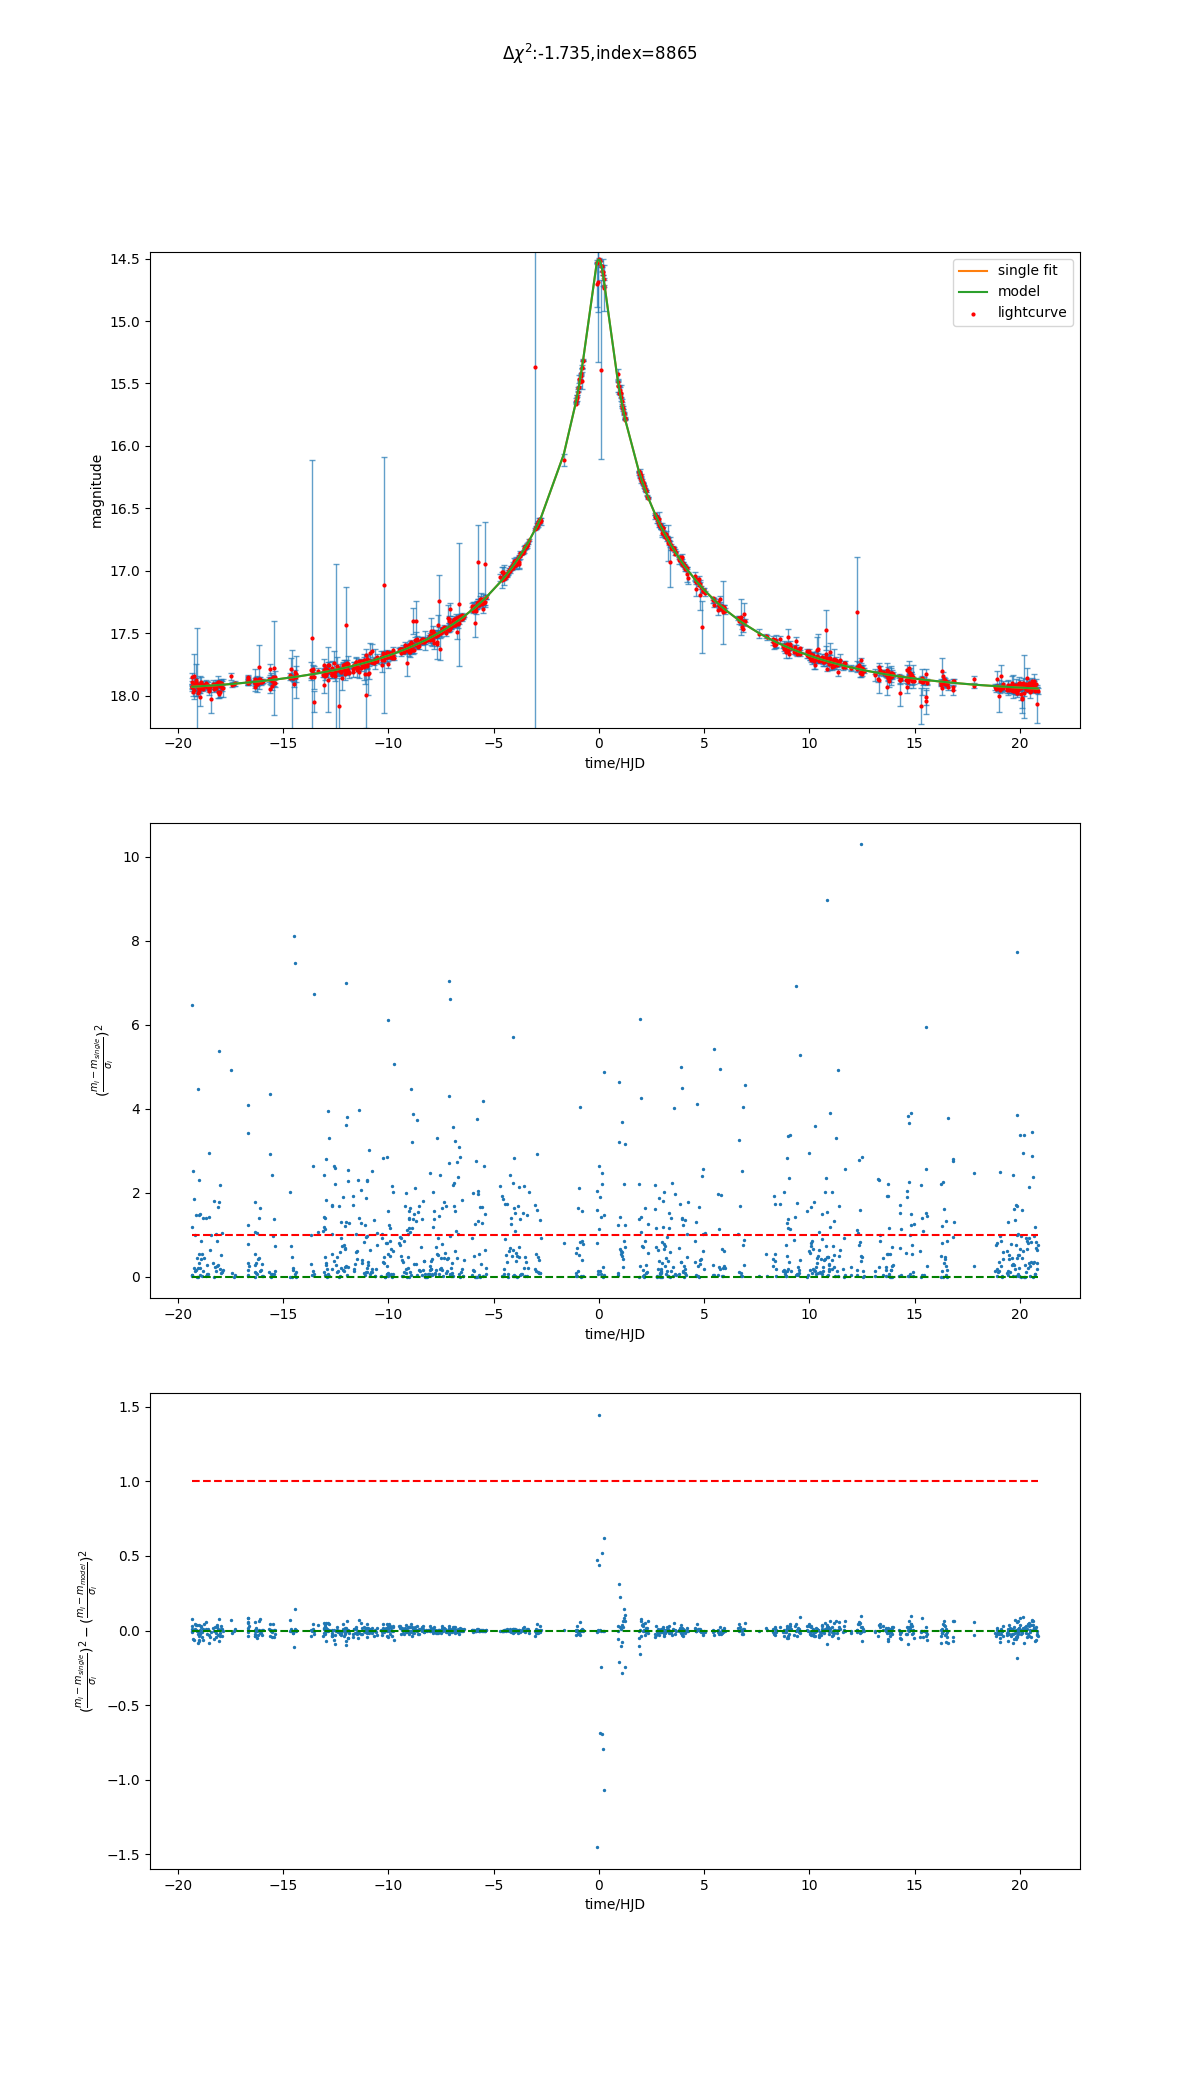 Δχ²:-1.735,index=8865
14.5
15.0
15.5
16.0
16.5
17.0
17.5
18.0
magnitude
single fit
model
lightcurve
−20 −15 −10 −5 0 5 10 15 20
time/HJD
10
8
6
4
2
0
(m_i − m_single / σ_i)²
−20 −15 −10 −5 0 5 10 15 20
time/HJD
1.5
1.0
0.5
0.0
−0.5
−1.0
−1.5
(m_i − m_single / σ_i)² − (m_i − m_model / σ_i)²
−20 −15 −10 −5 0 5 10 15 20
time/HJD